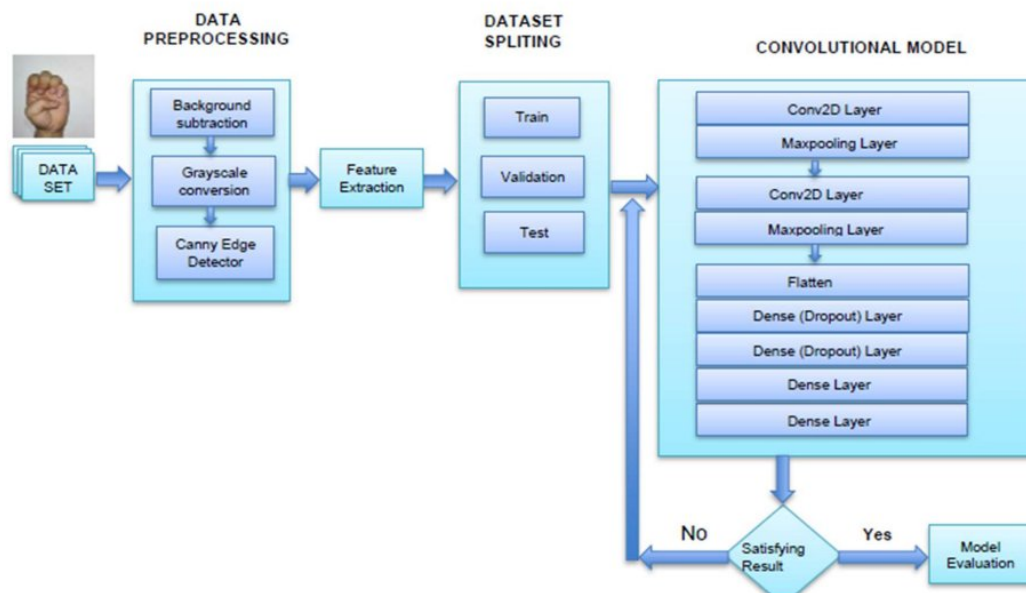 DATA
PREPROCESSING
DATASET
SPLITING
CONVOLUTIONAL MODEL
DATA
SET
Background
subtraction
Grayscale
conversion
Canny Edge
Detector
Feature
Extraction
Train
Validation
Test
Conv2D Layer
Maxpooling Layer
Conv2D Layer
Maxpooling Layer
Flatten
Dense (Dropout) Layer
Dense (Dropout) Layer
Dense Layer
Dense Layer
No
Satisfying
Result
Yes
Model
Evaluation